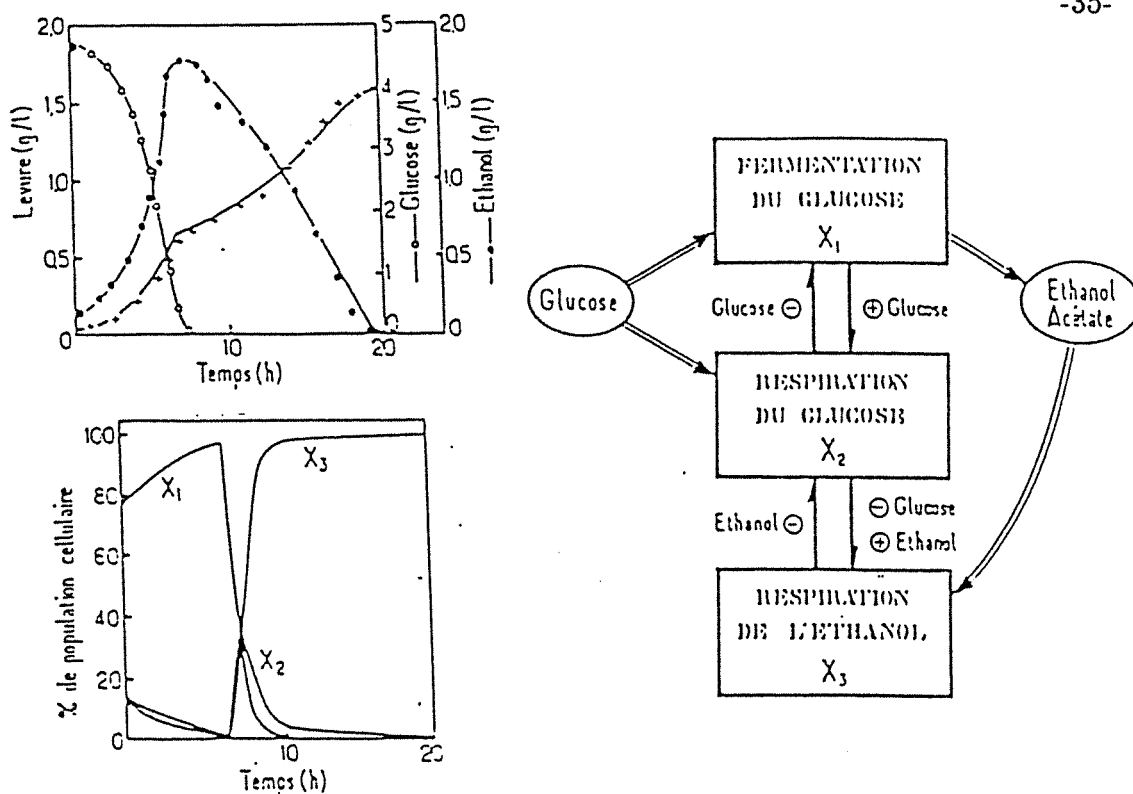 -35-
2,0
1,5
1,0
0,5
0
Levure (g/l)
0
10
20
Temps (h)
5
4
3
2
1
0
Glucose (g/l)
2,0
1,5
1,0
0,5
0
Ethanol (g/l)
100
80
60
40
20
0
% de population cellulaire
X1
X3
X2
10
20
Temps (h)
FERMENTATION
DU GLUCOSE
X1
Glucose
Ethanol
Acétate
Glucose ⊖
⊕ Glucose
RESPIRATION
DU GLUCOSE
X2
Ethanol ⊖
⊖ Glucose
⊕ Ethanol
RESPIRATION
DE L'ETHANOL
X3